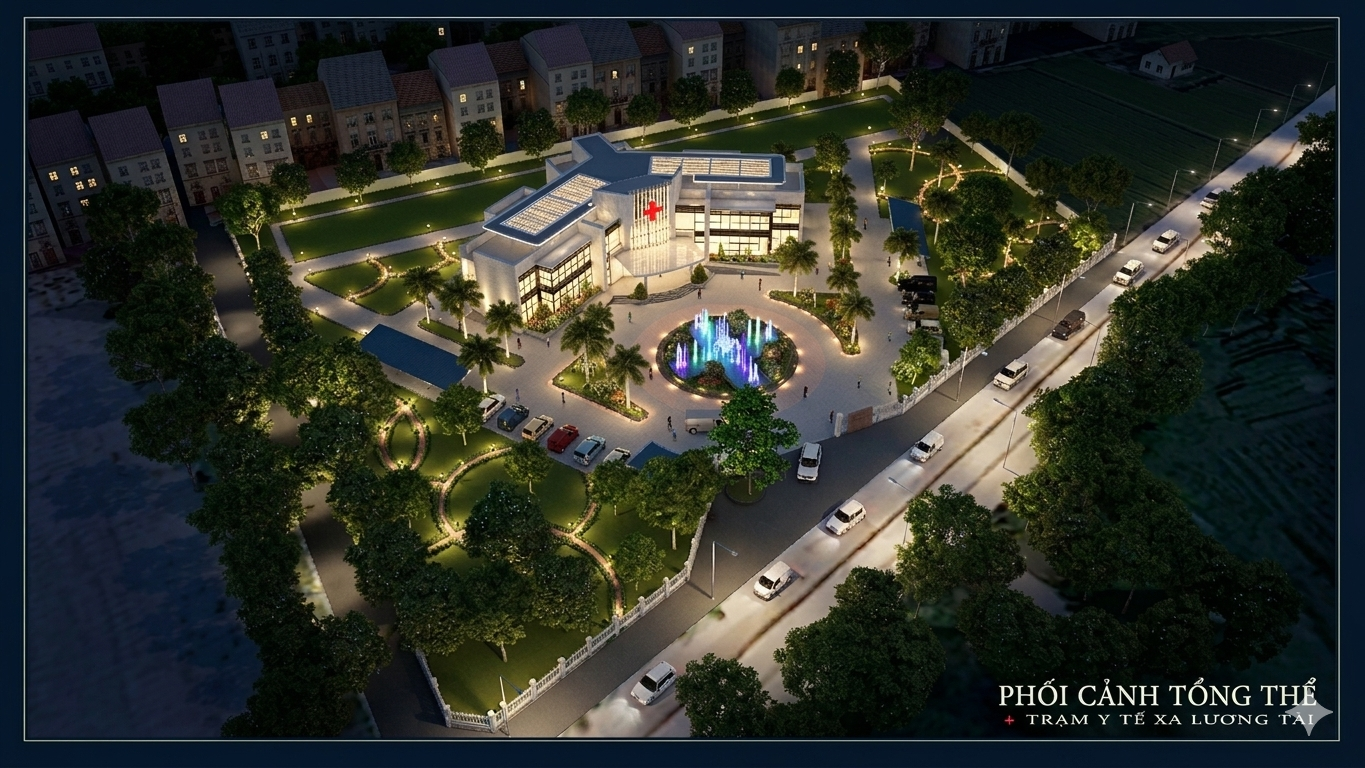 PHỐI CẢNH TỔNG THỂ
TRẠM Y TẾ XA LƯƠNG TÀI